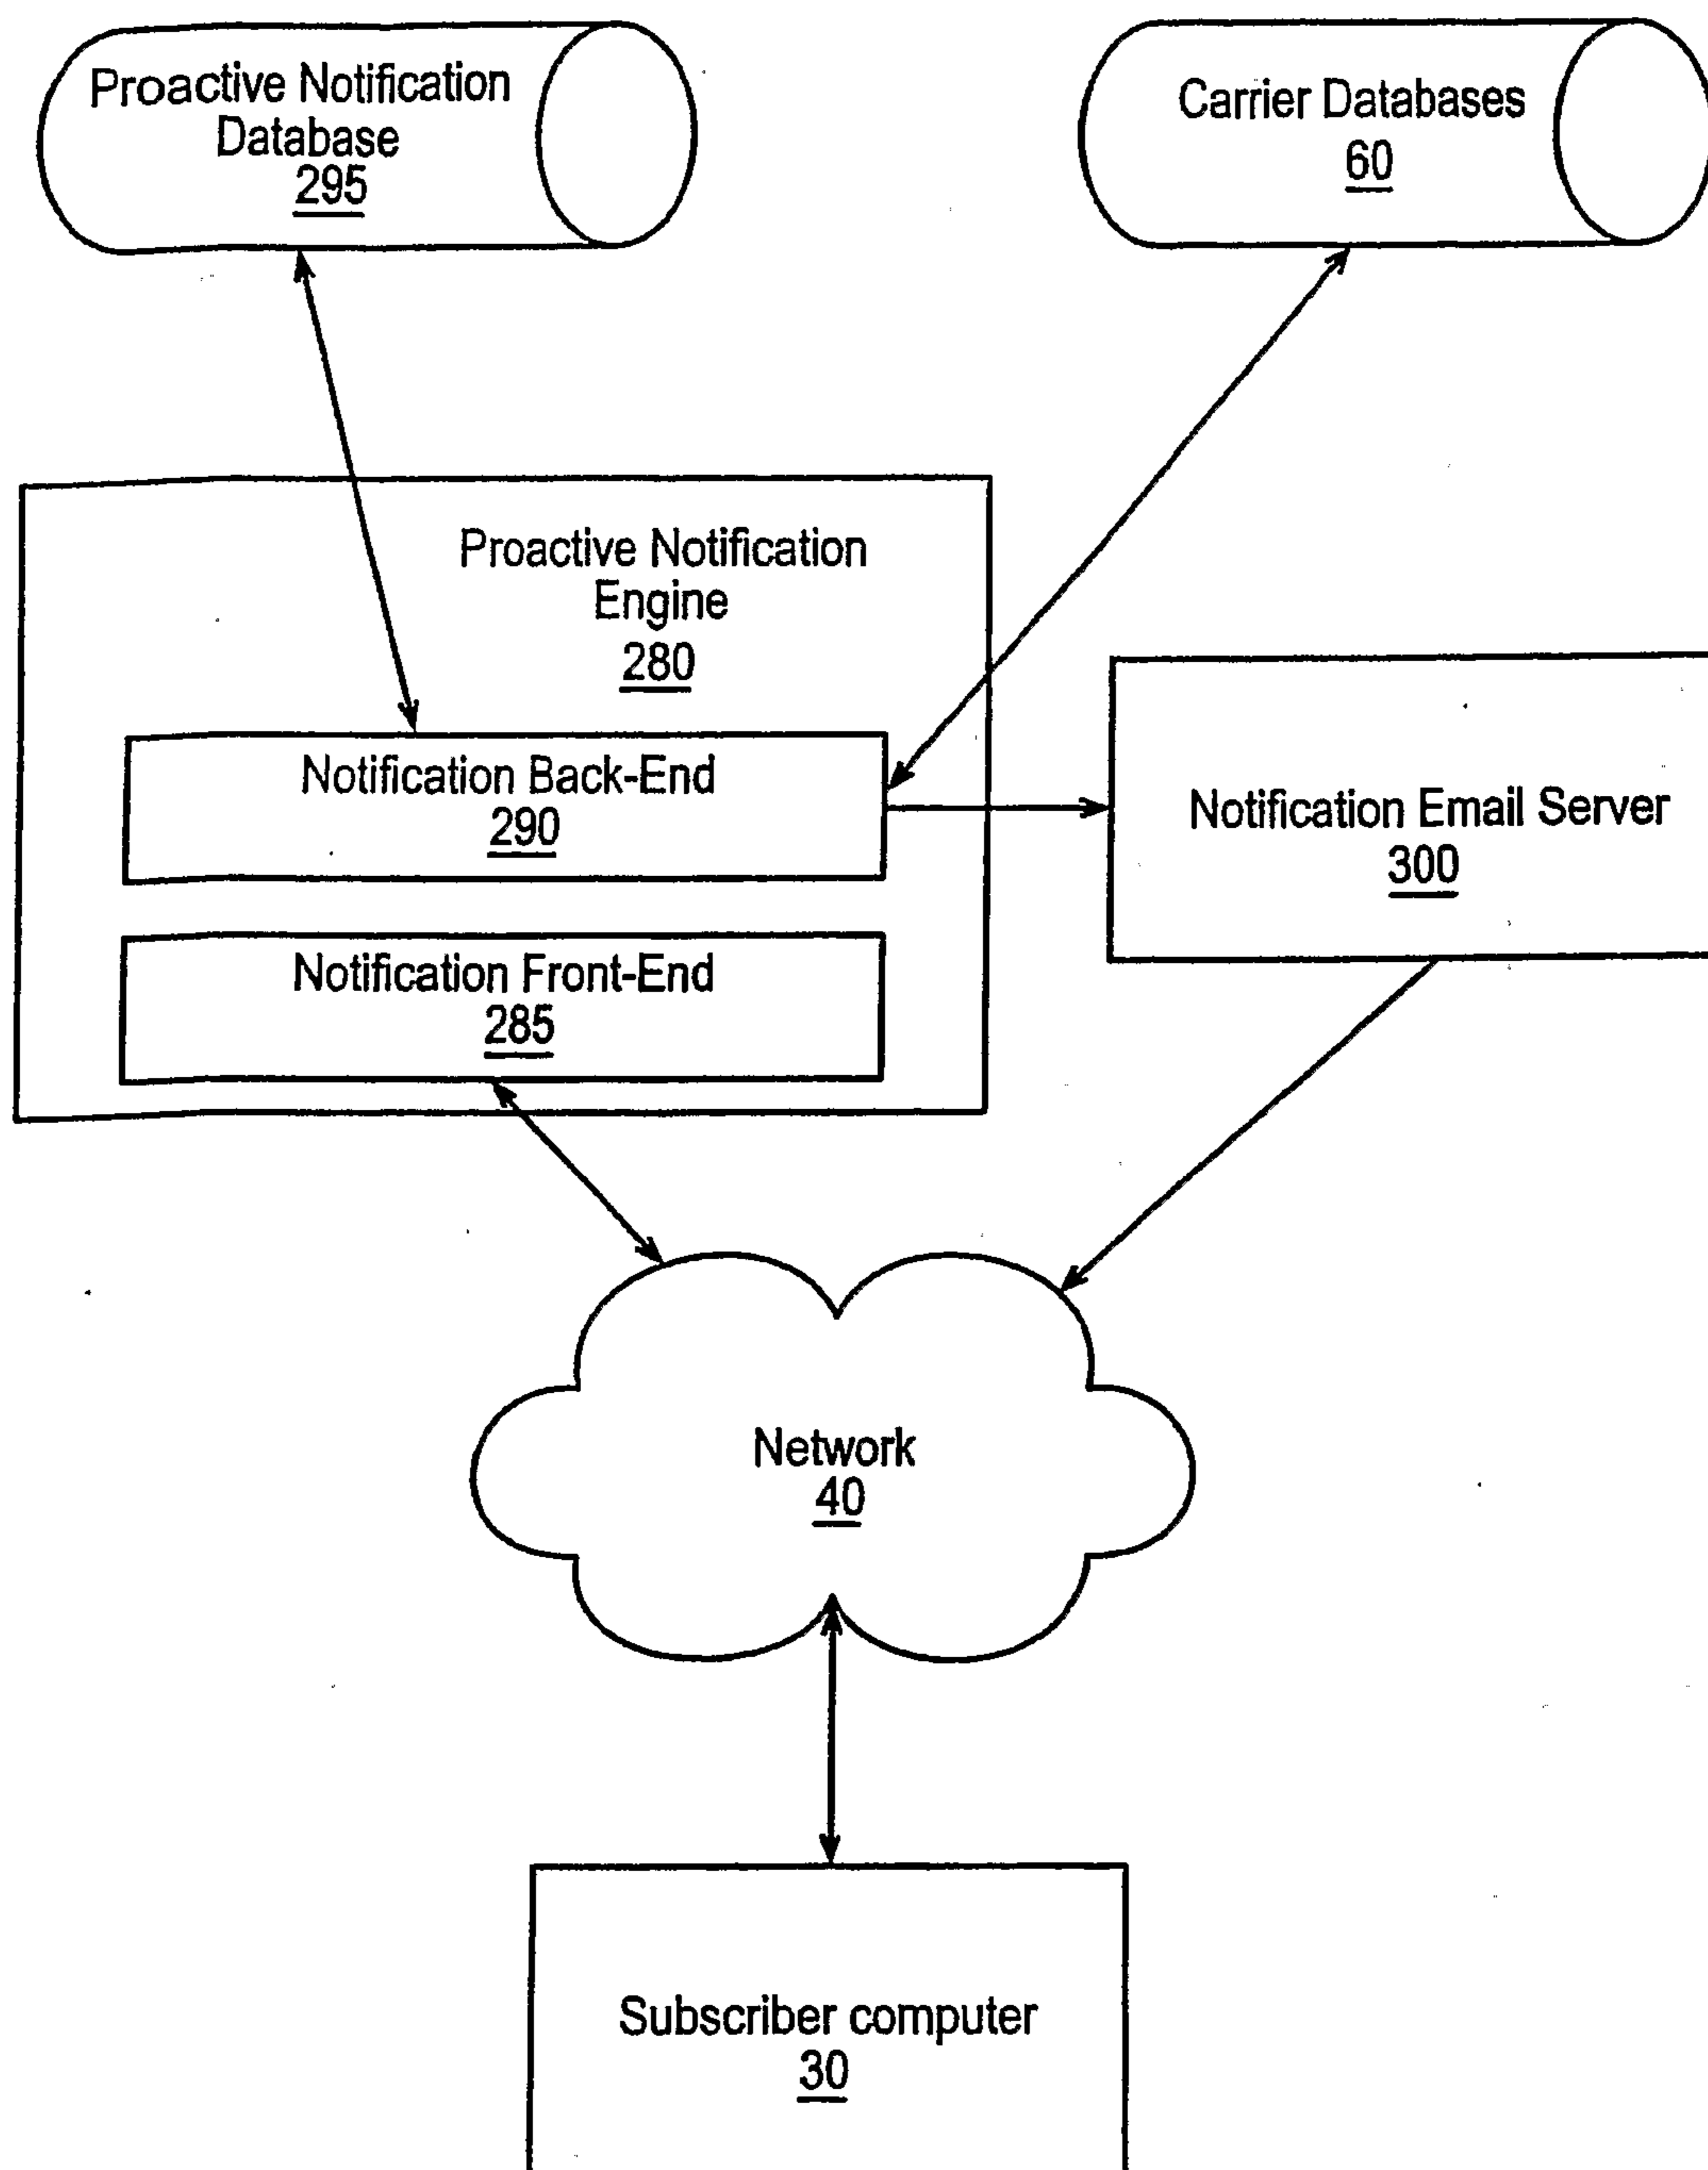 Proactive Notification
Database
295
Carrier Databases
60
Proactive Notification
Engine
280
Notification Back-End
290
Notification Email Server
300
Notification Front-End
285
Network
40
Subscriber computer
30